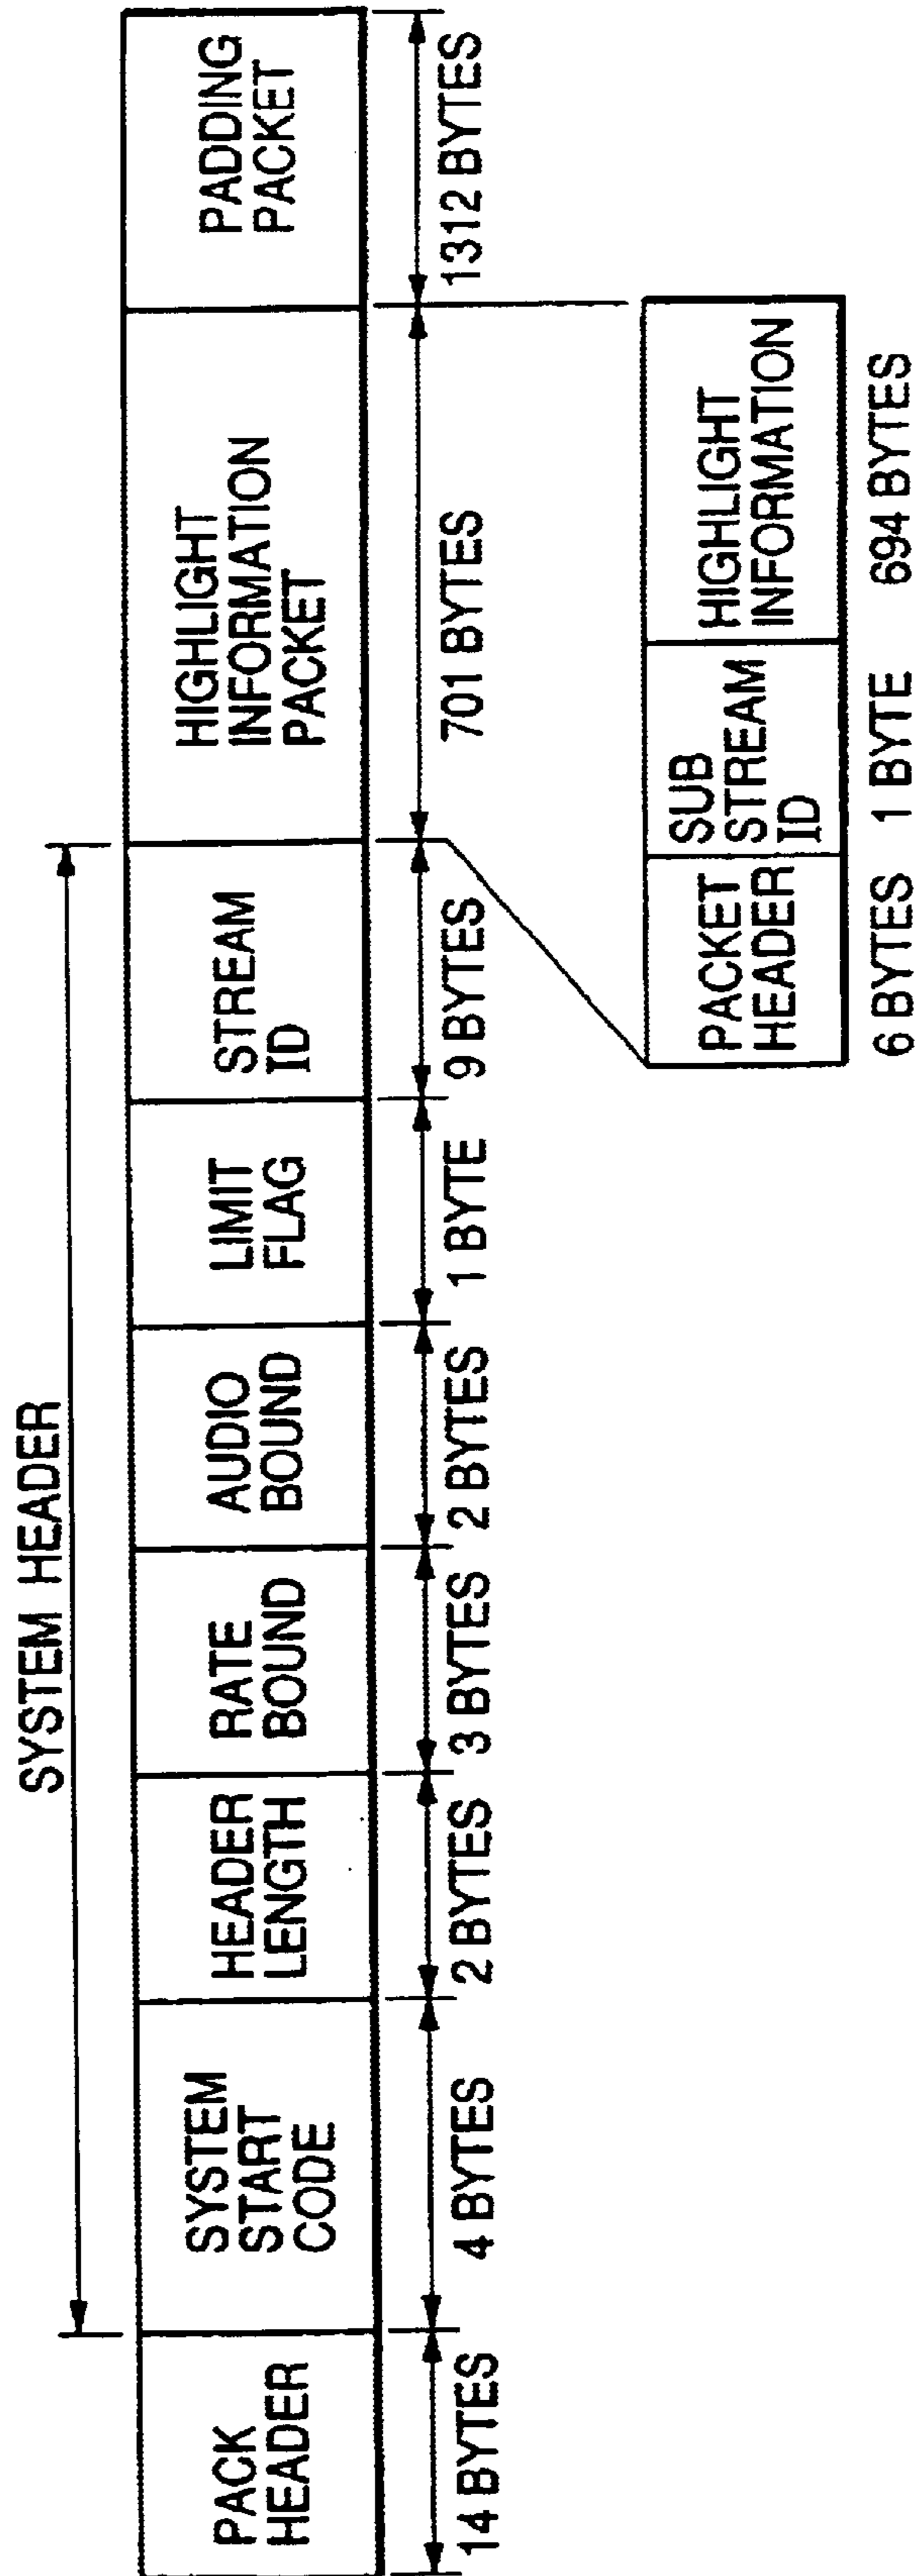 SYSTEM HEADER
PACK
HEADER
SYSTEM
START
CODE
HEADER
LENGTH
RATE
BOUND
AUDIO
BOUND
LIMIT
FLAG
STREAM
ID
HIGHLIGHT
INFORMATION
PACKET
PADDING
PACKET
14 BYTES
4 BYTES
2 BYTES
3 BYTES
2 BYTES
1 BYTE
9 BYTES
701 BYTES
1312 BYTES
PACKET
HEADER
SUB
STREAM
ID
HIGHLIGHT
INFORMATION
6 BYTES
1 BYTE
694 BYTES